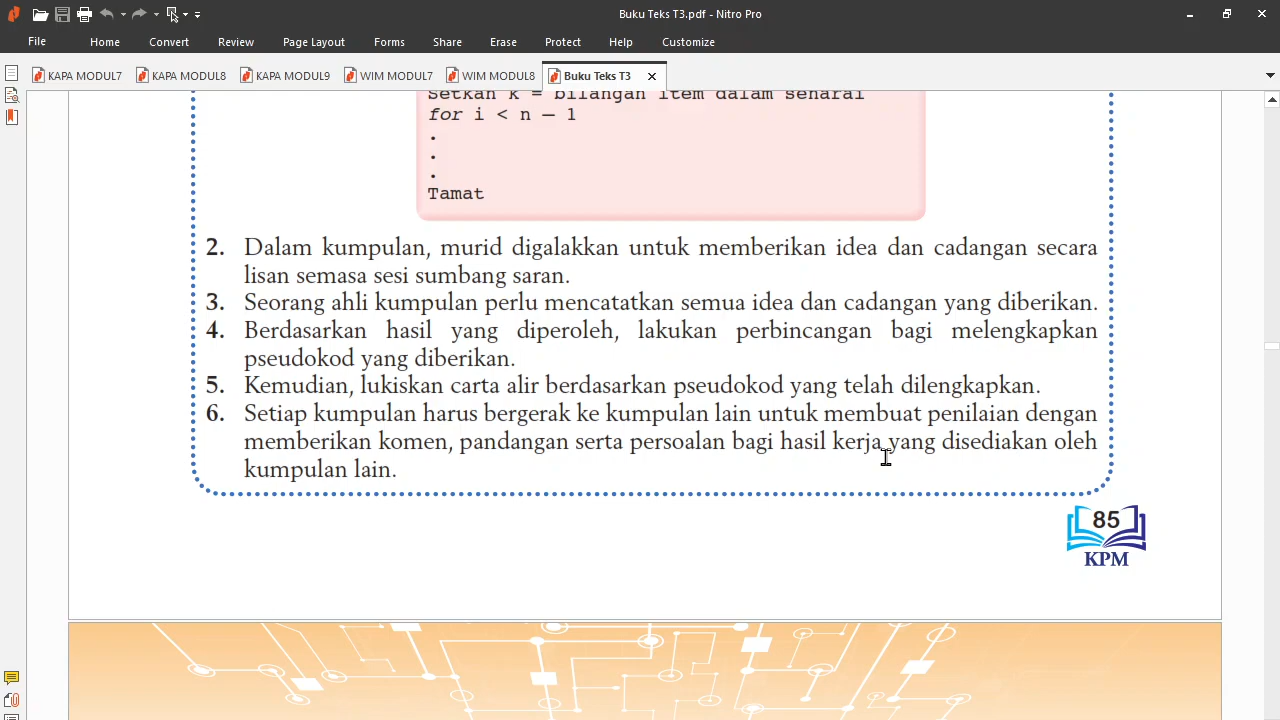 Buku Teks T3.pdf - Nitro Pro
File Home Convert Review Page Layout Forms Share Erase Protect Help Customize
KAPA MODUL7 KAPA MODUL8 KAPA MODUL9 WIM MODUL7 WIM MODUL8 Buku Teks T3
Setkan k = bilangan item dalam senarai
for i < n – 1
.
.
.
Tamat
2. Dalam kumpulan, murid digalakkan untuk memberikan idea dan cadangan secara
lisan semasa sesi sumbang saran.
3. Seorang ahli kumpulan perlu mencatatkan semua idea dan cadangan yang diberikan.
4. Berdasarkan hasil yang diperoleh, lakukan perbincangan bagi melengkapkan
pseudokod yang diberikan.
5. Kemudian, lukiskan carta alir berdasarkan pseudokod yang telah dilengkapkan.
6. Setiap kumpulan harus bergerak ke kumpulan lain untuk membuat penilaian dengan
memberikan komen, pandangan serta persoalan bagi hasil kerja yang disediakan oleh
kumpulan lain.
85
KPM